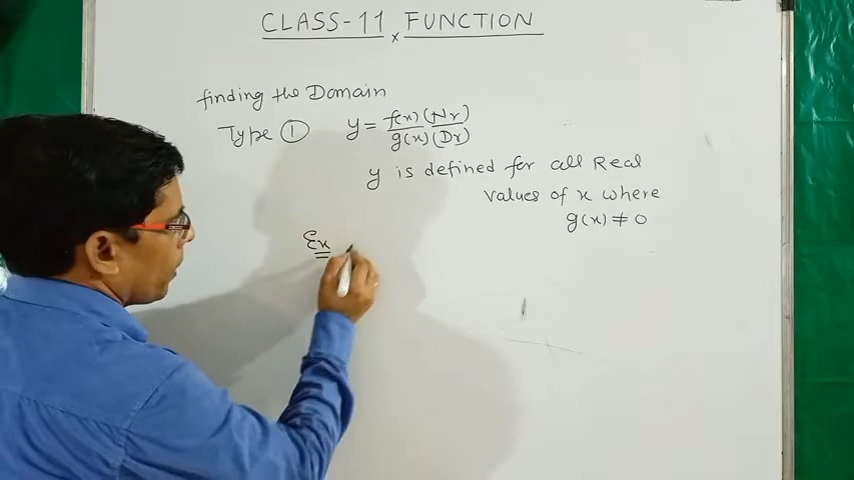 CLASS-11 x FUNCTION
finding the Domain
Type ① y = f(x) (Nr) / g(x) (Dr)
y is defined for all Real
values of x where
g(x) ≠ 0
Ex